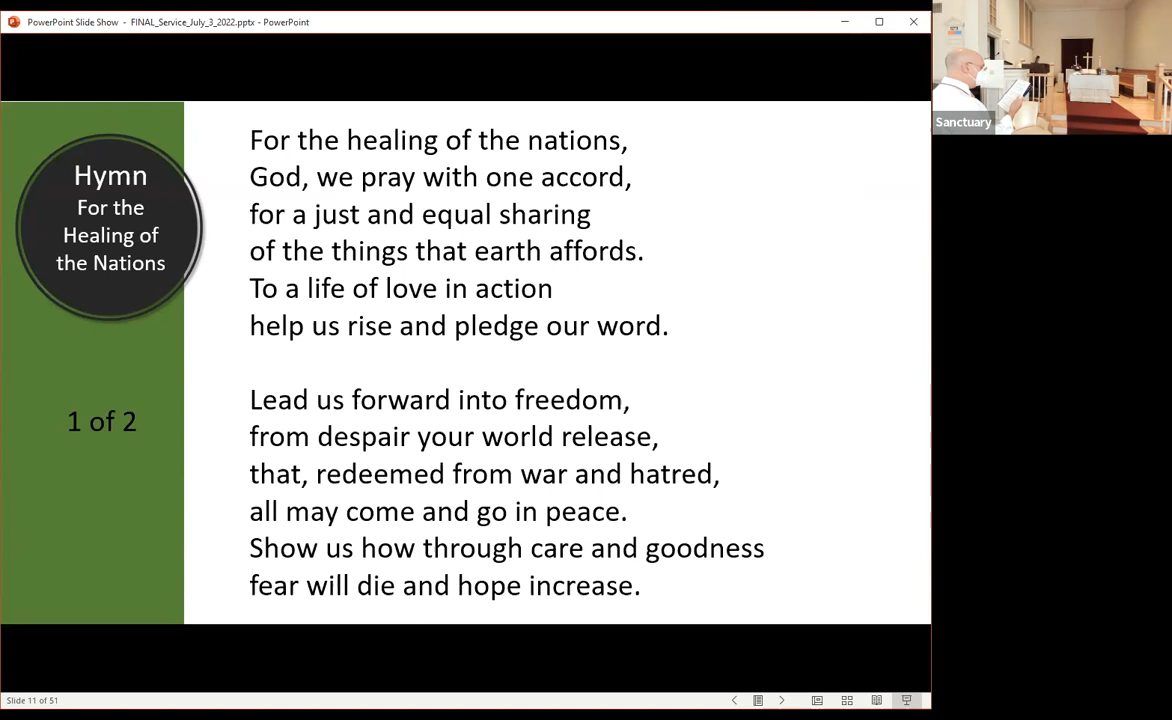 PowerPoint Slide Show - FINAL_Service_July_3_2022.pptx - PowerPoint
Hymn
For the
Healing of
the Nations
1 of 2
For the healing of the nations,
God, we pray with one accord,
for a just and equal sharing
of the things that earth affords.
To a life of love in action
help us rise and pledge our word.
Lead us forward into freedom,
from despair your world release,
that, redeemed from war and hatred,
all may come and go in peace.
Show us how through care and goodness
fear will die and hope increase.
Sanctuary
Slide 11 of 51